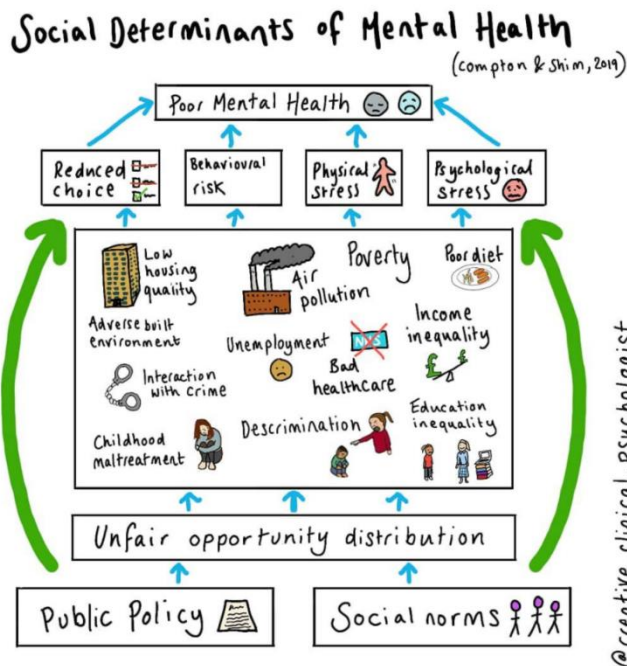 Social Determinants of Mental Health
(Compton & Shim, 2019)
Poor Mental Health
Reduced
choice
Behavioural
risk
Physical
stress
Psychological
stress
Low
housing
quality
Air
pollution
Poverty
Poor diet
Adverse built
environment
Unemployment
NHS
Bad
healthcare
Income
inequality
£ £
Interaction
with crime
Childhood
maltreatment
Descrimination
Education
inequality
Unfair opportunity distribution
Public Policy
Social norms
@creative_clinical_psychologist